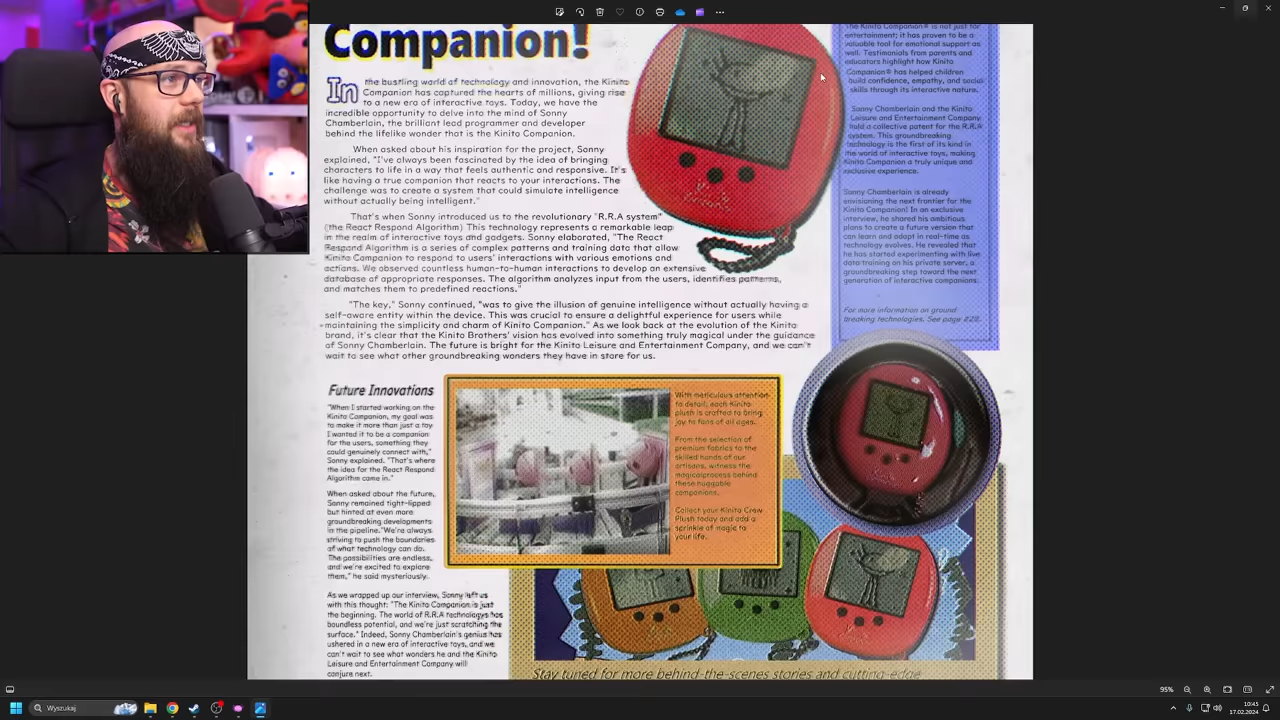 Companion!
In the bustling world of technology and innovation, the Kinito
Companion has captured the hearts of millions, giving rise
to a new era of interactive toys. Today, we have the
incredible opportunity to delve into the mind of Sonny
Chamberlain, the brilliant lead programmer and developer
behind the lifelike wonder that is the Kinito Companion.
When asked about his inspiration for the project, Sonny
explained, "I've always been fascinated by the idea of bringing
characters to life in a way that feels authentic and responsive. It's
like having a true companion that reacts to your interactions. The
challenge was to create a system that could simulate intelligence
without actually being intelligent."
That's when Sonny introduced us to the revolutionary "R.R.A system"
(the React Respond Algorithm) This technology represents a remarkable leap
in the realm of interactive toys and gadgets. Sonny elaborated, "The React
Respond Algorithm is a series of complex patterns and training data that allow
Kinito Companion to respond to users' interactions with various emotions and
actions. We observed countless human-to-human interactions to develop an extensive
database of appropriate responses. The algorithm analyzes input from the users, identifies patterns,
and matches them to predefined reactions."
"The key," Sonny continued, "was to give the illusion of genuine intelligence without actually having a
self-aware entity within the device. This was crucial to ensure a delightful experience for users while
maintaining the simplicity and charm of Kinito Companion." As we look back at the evolution of the Kinito
brand, it's clear that the Kinito Brothers' vision has evolved into something truly magical under the guidance
of Sonny Chamberlain. The future is bright for the Kinito Leisure and Entertainment Company, and we can't
wait to see what other groundbreaking wonders they have in store for us.
The Kinito Companion® is not just for
entertainment; it has proven to be a
valuable tool for emotional support as
well. Testimonials from parents and
educators highlight how Kinito
Companion® has helped children
build confidence, empathy, and social
skills through its interactive nature.
Sonny Chamberlain and the Kinito
Leisure and Entertainment Company
hold a collective patent for the R.R.A
system. This groundbreaking
technology is the first of its kind in
the world of interactive toys, making
Kinito Companion a truly unique and
exclusive experience.
Sonny Chamberlain is already
envisioning the next frontier for the
Kinito Companion! In an exclusive
interview, he shared his ambitious
plans to create a future version that
can learn and adapt in real-time as
technology evolves. He revealed that
he has started experimenting with live
data training on his private server, a
groundbreaking step toward the next
generation of interactive companions.
For more information on ground
breaking technologies. See page 228.
Future Innovations
"When I started working on the
Kinito Companion, my goal was
to make it more than just a toy
I wanted it to be a companion
for the users, something they
could genuinely connect with,"
Sonny explained. "That's where
the idea for the React Respond
Algorithm came in."
When asked about the future,
Sonny remained tight-lipped
but hinted at even more
groundbreaking developments
in the pipeline."We're always
striving to push the boundaries
of what technology can do.
The possibilities are endless,
and we're excited to explore
them," he said mysteriously.
As we wrapped up our interview, Sonny left us
with this thought: "The Kinito Companion is just
the beginning. The world of R.R.A technology has
boundless potential, and we're just scratching the
surface." Indeed, Sonny Chamberlain's genius has
ushered in a new era of interactive toys, and we
can't wait to see what wonders he and the Kinito
Leisure and Entertainment Company will
conjure next.
With meticulous attention
to detail, each Kinito
plush is crafted to bring
joy to fans of all ages.
From the selection of
premium fabrics to the
skilled hands of our
artisans, witness the
magicalprocess behind
these huggable
companions.
Collect your Kinito Crew
Plush today and add a
sprinkle of magic to
your life.
Stay tuned for more behind-the-scenes stories and cutting-edge
95%
Wyszukaj
10:45
17.02.2024